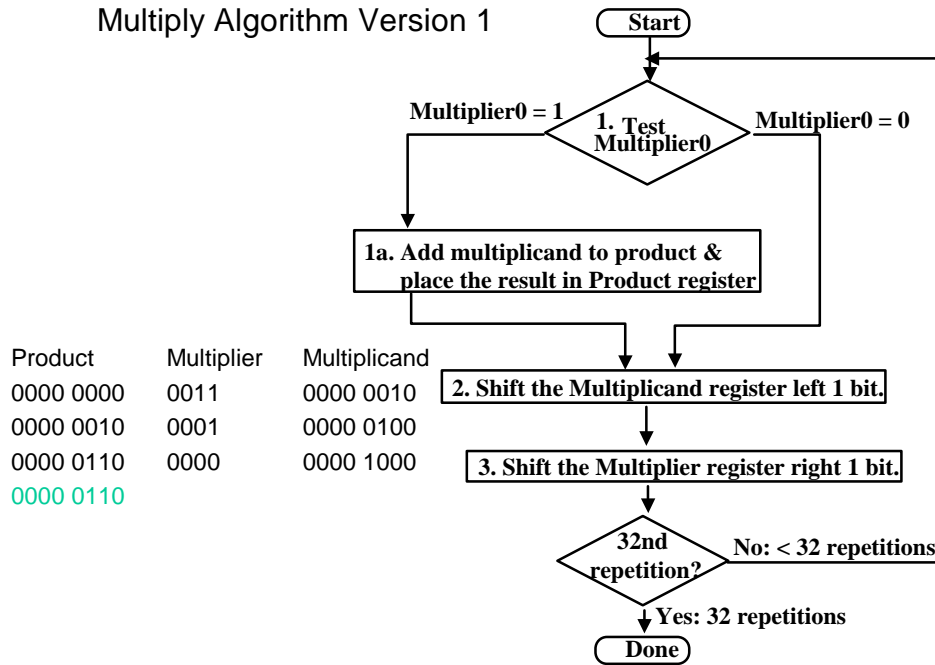 Multiply Algorithm Version 1
Start
Multiplier0 = 1
1. Test
Multiplier0
Multiplier0 = 0
1a. Add multiplicand to product &
place the result in Product register
Product Multiplier Multiplicand
0000 0000 0011 0000 0010
0000 0010 0001 0000 0100
0000 0110 0000 0000 1000
0000 0110
2. Shift the Multiplicand register left 1 bit.
3. Shift the Multiplier register right 1 bit.
32nd
repetition?
No: < 32 repetitions
Yes: 32 repetitions
Done